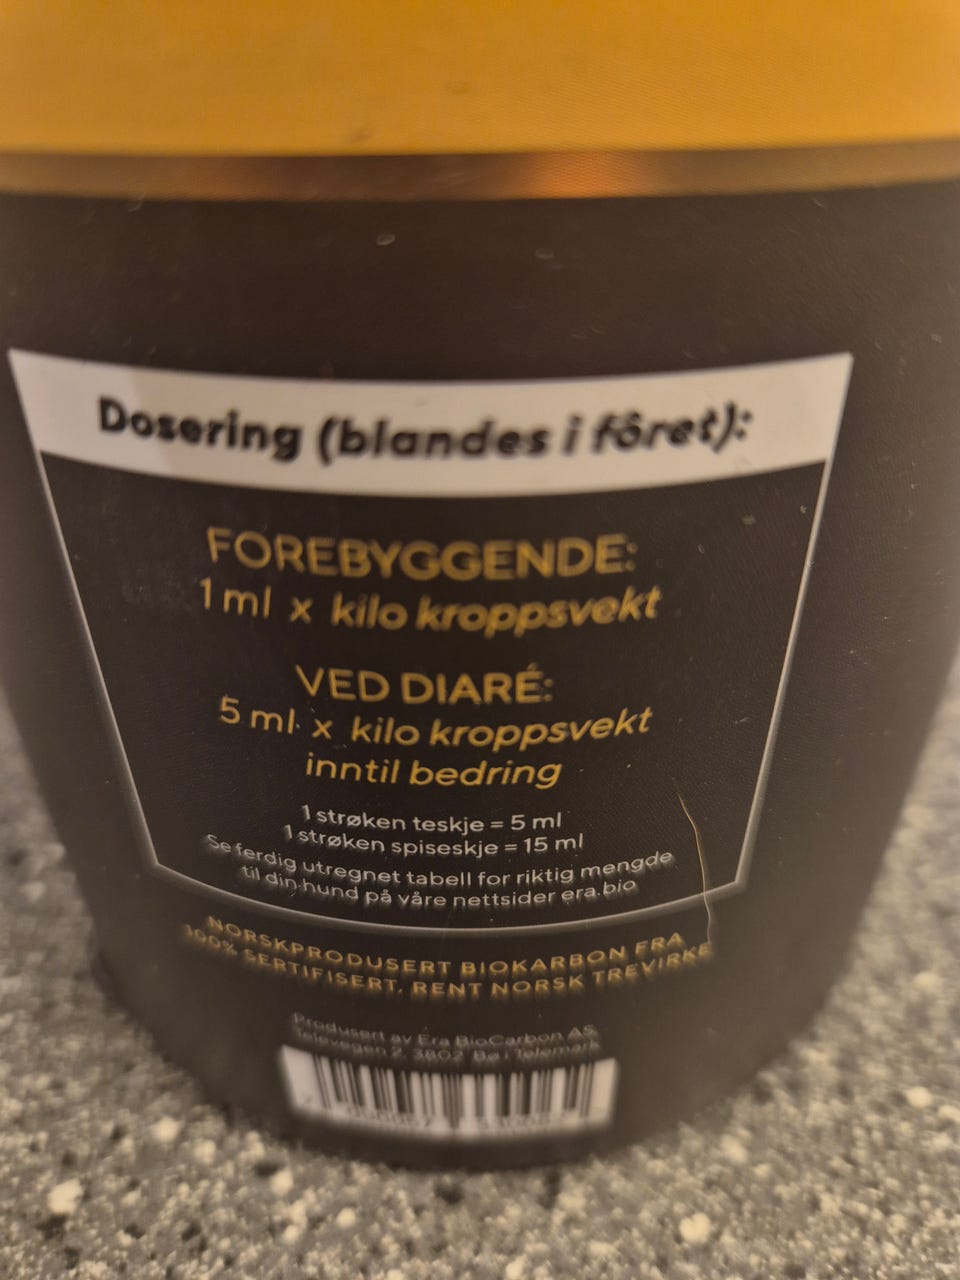 Dosering (blandes i fôret):
FOREBYGGENDE:
1 ml x kilo kroppsvekt
VED DIARÉ:
5 ml x kilo kroppsvekt
inntil bedring
1 strøken teskje = 5 ml
1 strøken spiseskje = 15 ml
Se ferdig utregnet tabell for riktig mengde
til din hund på våre nettsider era.bio
NORSKPRODUSERT BIOKARBON FRA
100% SERTIFISERT, RENT NORSK TREVIRKE
Produsert av Era BioCarbon AS
Televegen 2, 3802 Bø i Telemark